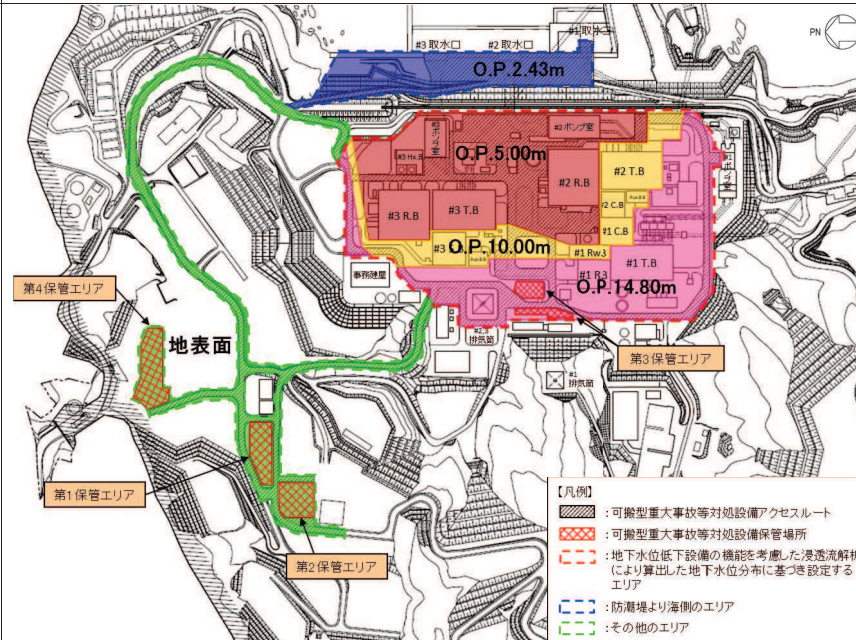 #1取水口
#3取水口 #2取水口
PN
O.P.2.43m
#3ポンプ室
#2ポンプ室
O.P.5.00m
#3 Hx.B
#2 R.B
#2 T.B
#3 R.B
#3 T.B
#2 C.B
Aux.B.B
#1 C.B
O.P.10.00m
#3
#1 Rw3
#1 T.B
事務建屋
#1 R3
O.P.14.80m
第4保管エリア
地表面
#2,3
排気筒
第3保管エリア
#1
排気筒
第1保管エリア
第2保管エリア
【凡例】
:可搬型重大事故等対処設備アクセスルート
:可搬型重大事故等対処設備保管場所
:地下水位低下設備の機能を考慮した浸透流解析
により算出した地下水位分布に基づき設定する
エリア
:防潮堤より海側のエリア
:その他のエリア